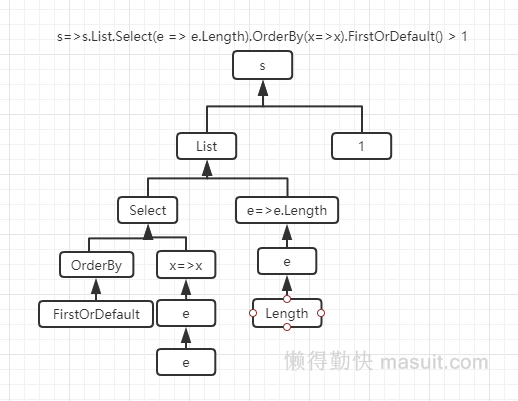 s=>s.List.Select(e => e.Length).OrderBy(x=>x).FirstOrDefault() > 1
s
List
1
Select
e=>e.Length
OrderBy
x=>x
e
FirstOrDefault
e
Length
e
懒得勤快 masuit.com